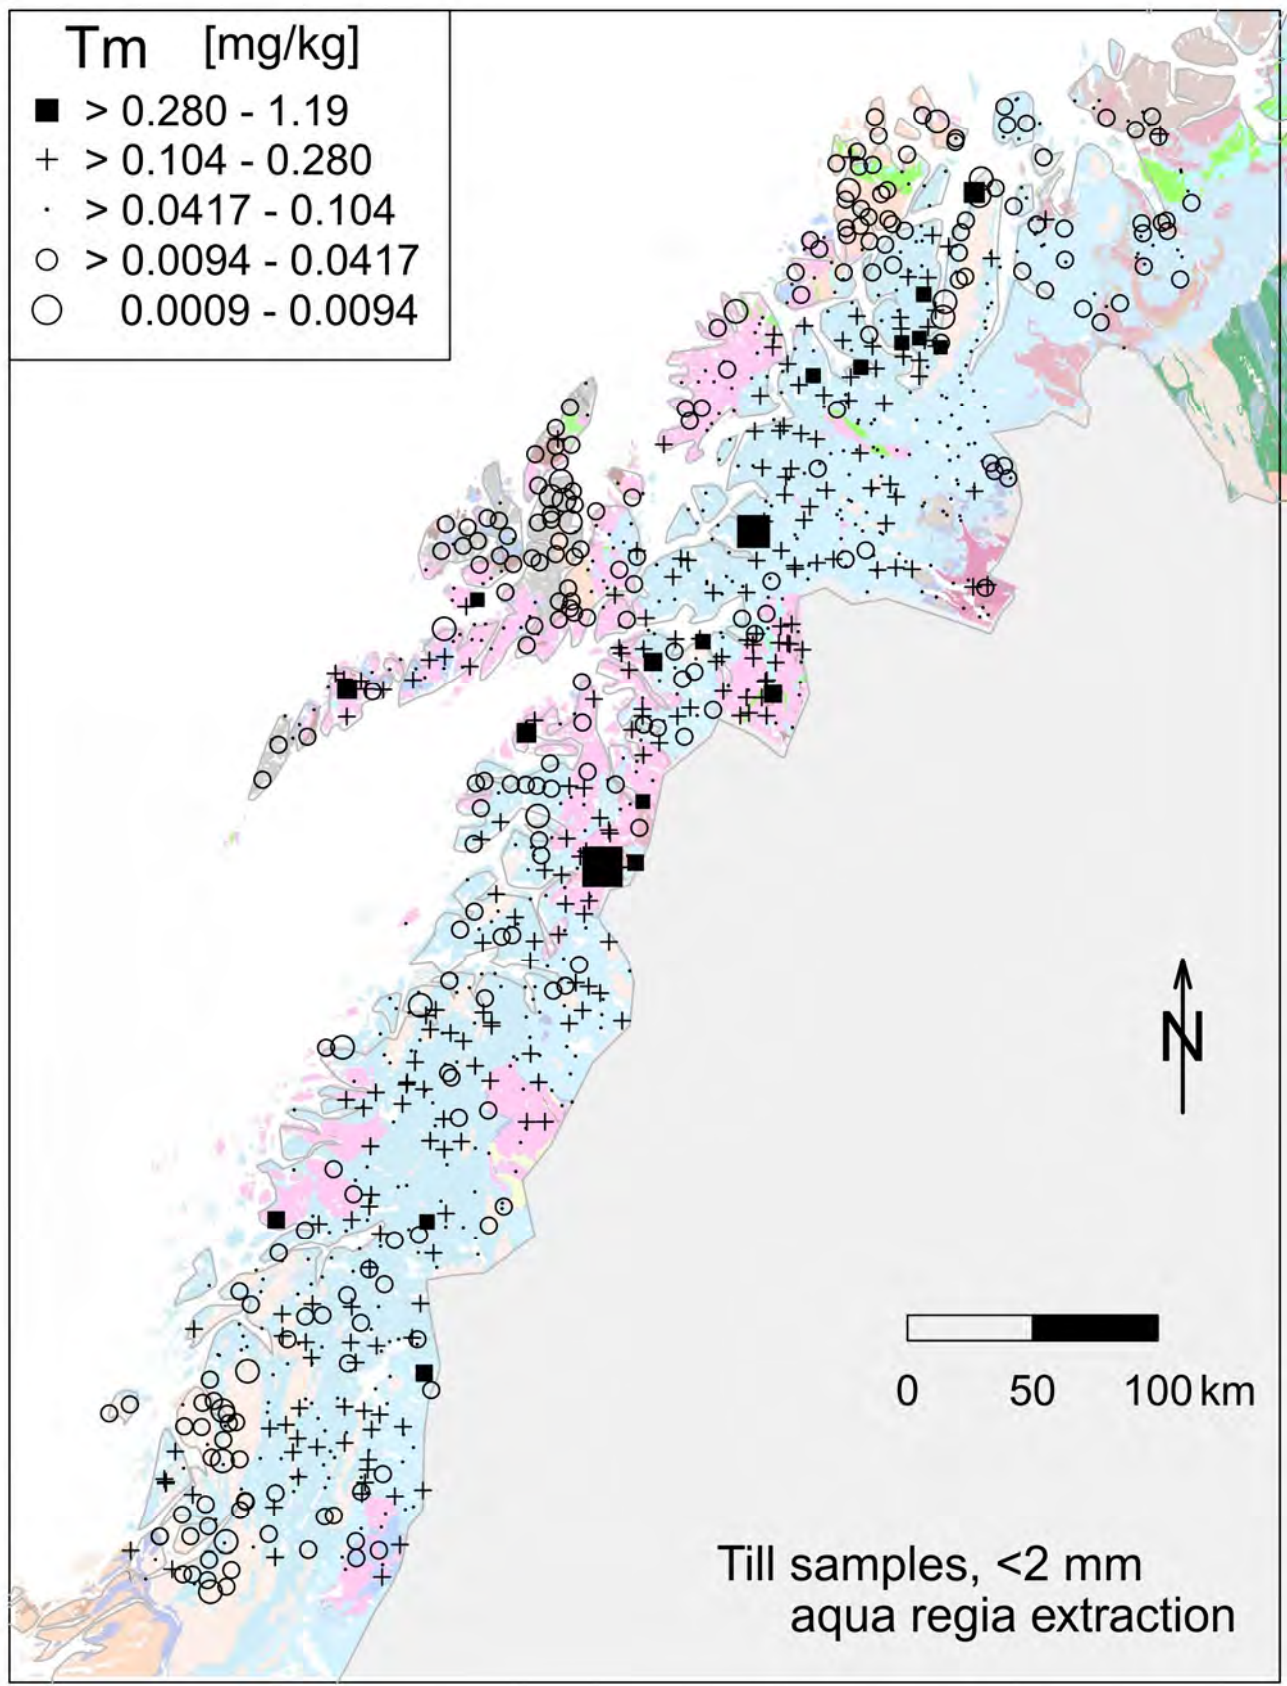 Tm [mg/kg]
> 0.280 - 1.19
> 0.104 - 0.280
> 0.0417 - 0.104
> 0.0094 - 0.0417
0.0009 - 0.0094
N
0 50 100 km
Till samples, <2 mm
aqua regia extraction